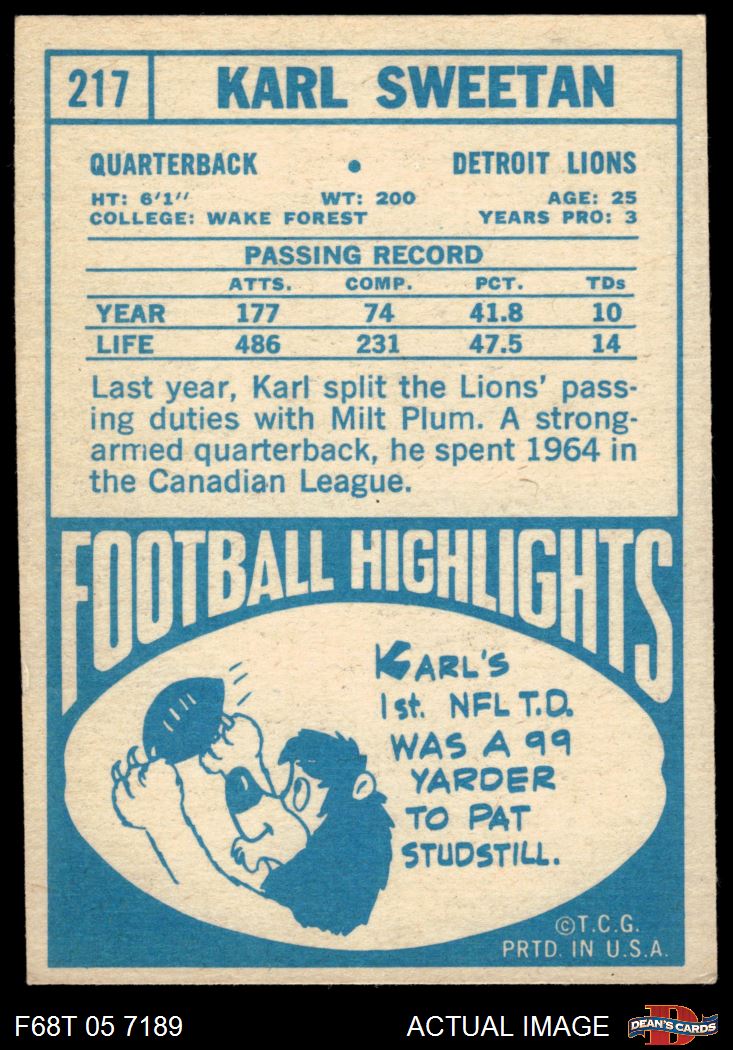 217 KARL SWEETAN
QUARTERBACK • DETROIT LIONS
HT: 6'1" WT: 200 AGE: 25
COLLEGE: WAKE FOREST YEARS PRO: 3
PASSING RECORD
ATTS. COMP. PCT. TDs
YEAR 177 74 41.8 10
LIFE 486 231 47.5 14
Last year, Karl split the Lions' pass-
ing duties with Milt Plum. A strong-
armed quarterback, he spent 1964 in
the Canadian League.
FOOTBALL HIGHLIGHTS
KARL'S
1st. NFL T.D.
WAS A 99
YARDER
TO PAT
STUDSTILL.
©T.C.G.
PRTD. IN U.S.A.
F68T 05 7189 ACTUAL IMAGE D DEAN'S CARDS